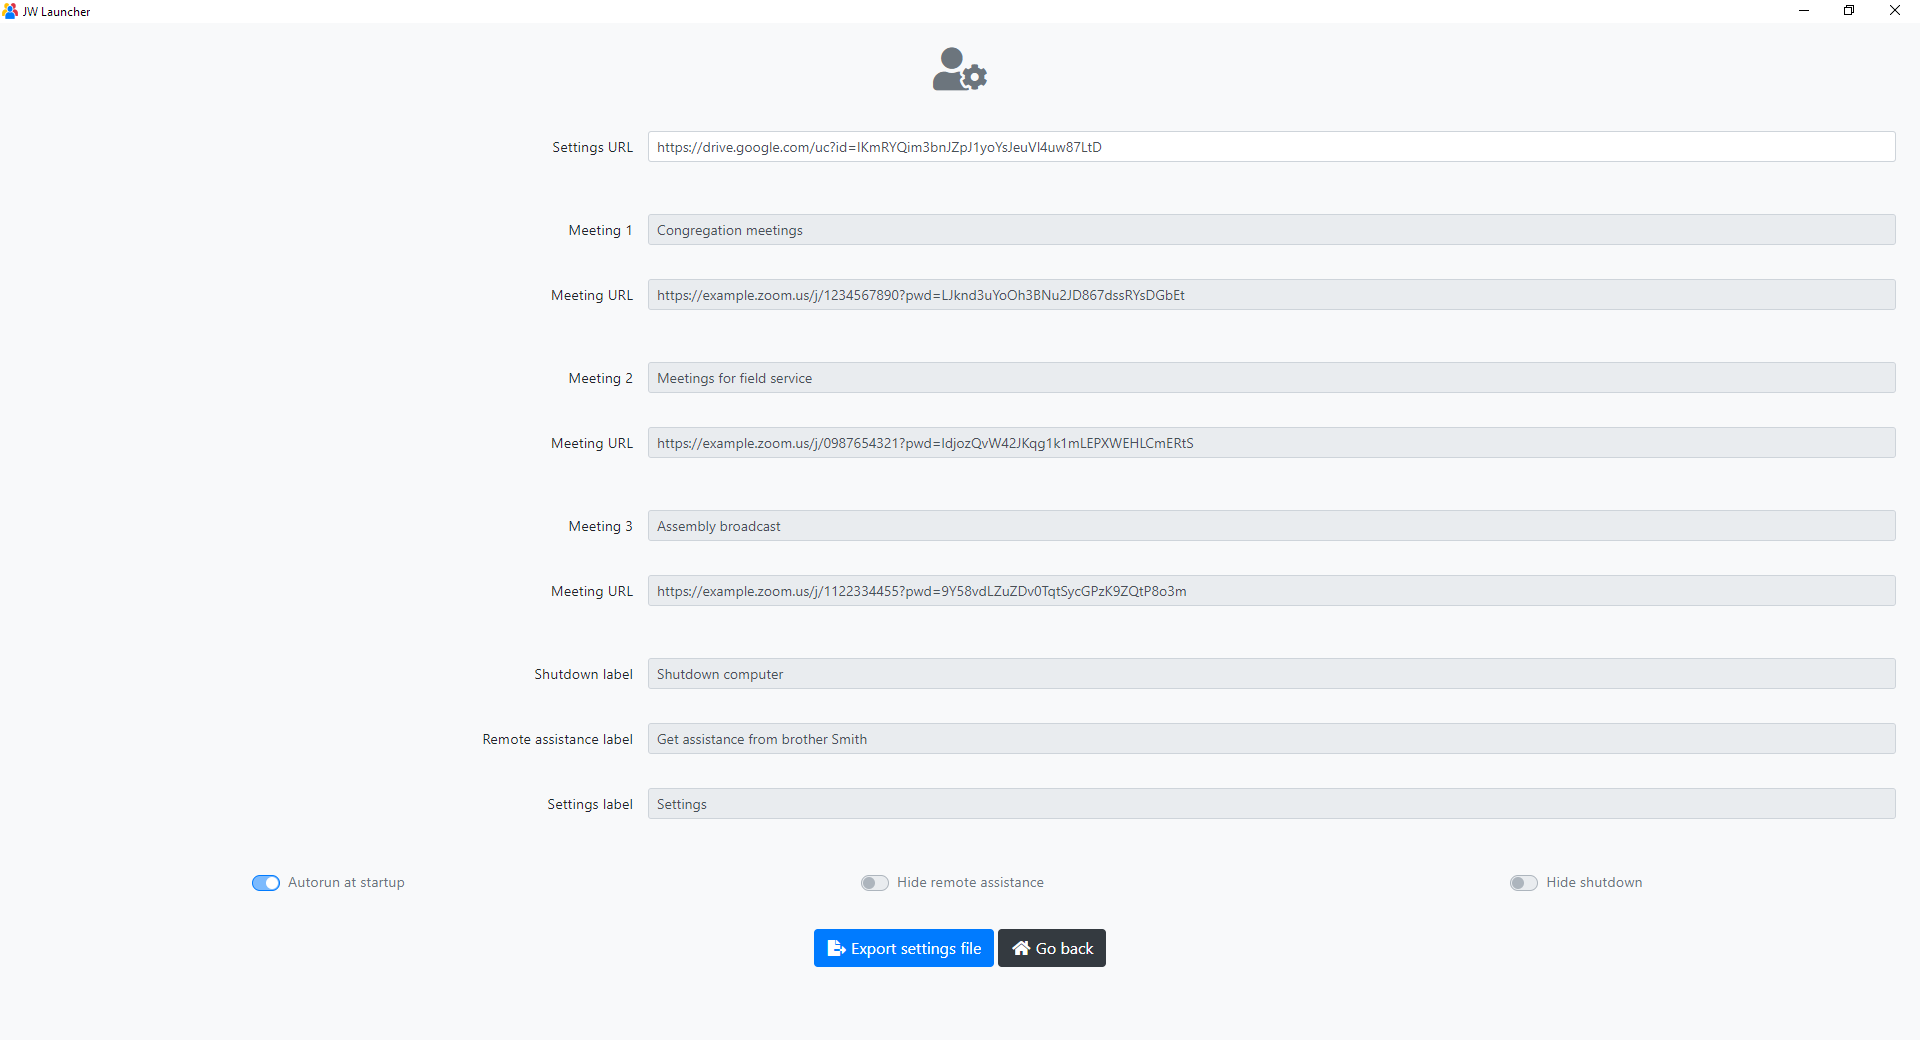 JW Launcher
Settings URL https://drive.google.com/uc?id=IKmRYQim3bnJZpJ1yoYsJeuVI4uw87LtD
Meeting 1 Congregation meetings
Meeting URL https://example.zoom.us/j/1234567890?pwd=LJknd3uYoOh3BNu2JD867dssRYsDGbEt
Meeting 2 Meetings for field service
Meeting URL https://example.zoom.us/j/0987654321?pwd=IdjozQvW42JKqg1k1mLEPXWEHLCmERtS
Meeting 3 Assembly broadcast
Meeting URL https://example.zoom.us/j/1122334455?pwd=9Y58vdLZuZDv0TqtSycGPzK9ZQtP8o3m
Shutdown label Shutdown computer
Remote assistance label Get assistance from brother Smith
Settings label Settings
Autorun at startup Hide remote assistance Hide shutdown
Export settings file Go back